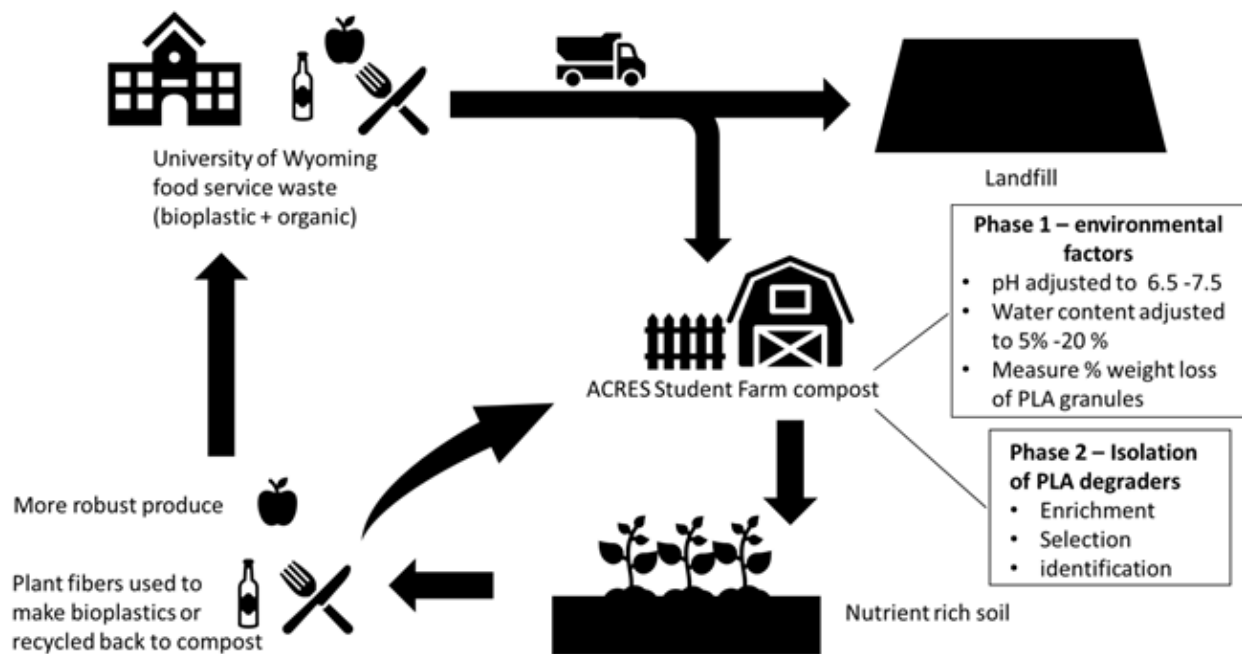 University of Wyoming
food service waste
(bioplastic + organic)
Landfill
Phase 1 – environmental
factors
• pH adjusted to 6.5 -7.5
• Water content adjusted
to 5% -20 %
• Measure % weight loss
of PLA granules
ACRES Student Farm compost
Phase 2 – Isolation
of PLA degraders
• Enrichment
• Selection
• identification
More robust produce
Plant fibers used to
make bioplastics or
recycled back to compost
Nutrient rich soil